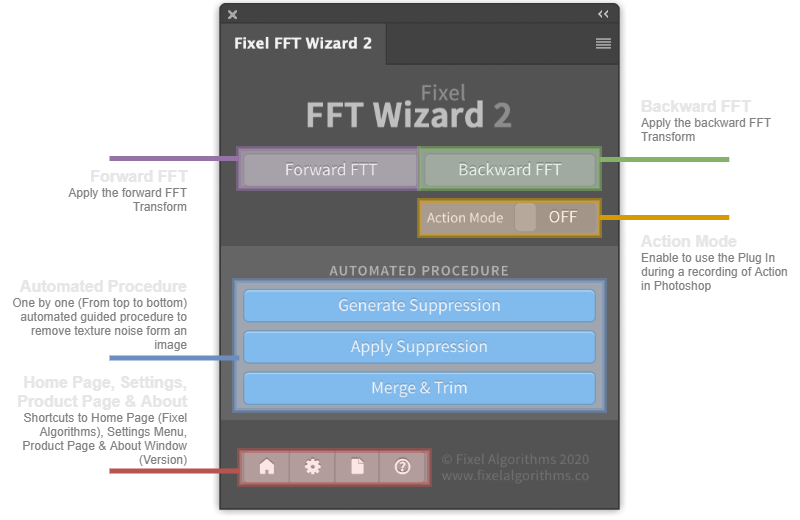 Fixel FFT Wizard 2
Fixel
FFT Wizard 2
Forward FTT
Backward FFT
Action Mode OFF
AUTOMATED PROCEDURE
Generate Suppression
Apply Suppression
Merge & Trim
© Fixel Algorithms 2020
www.fixelalgorithms.co
Forward FFT
Apply the forward FFT
Transform
Automated Procedure
One by one (From top to bottom)
automated guided procedure to
remove texture noise form an
image
Home Page, Settings,
Product Page & About
Shortcuts to Home Page (Fixel
Algorithms), Settings Menu,
Product Page & About Window
(Version)
Backward FFT
Apply the backward FFT
Transform
Action Mode
Enable to use the Plug In
during a recording of Action
in Photoshop